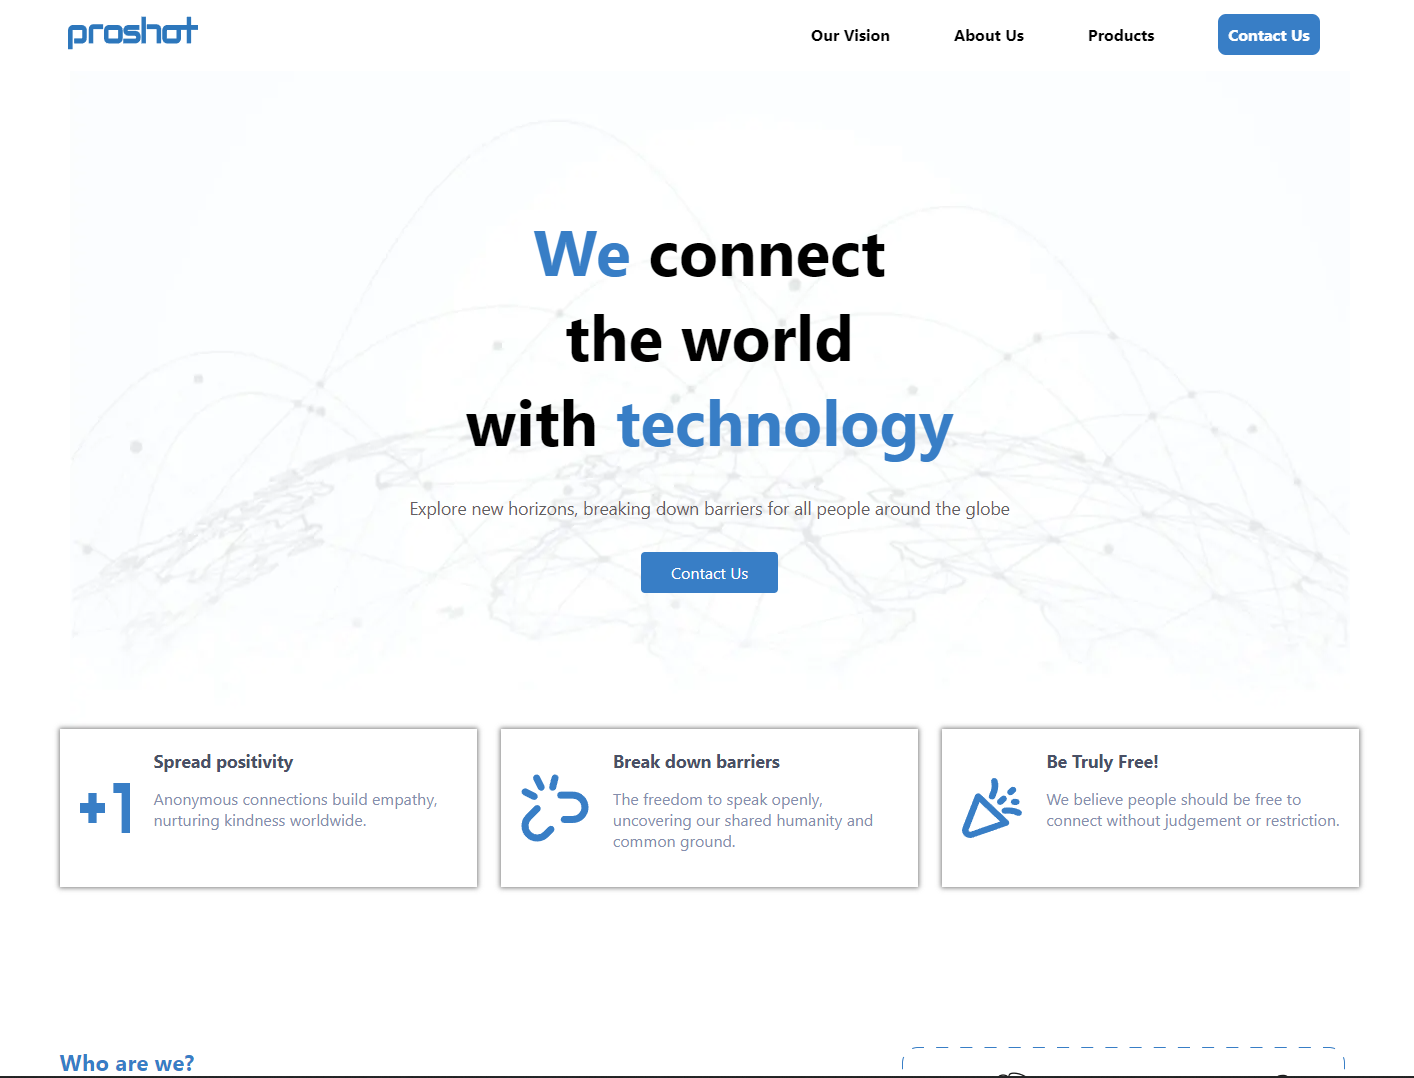 proshot
Our Vision
About Us
Products
Contact Us
We connect
the world
with technology
Explore new horizons, breaking down barriers for all people around the globe
Contact Us
+1
Spread positivity
Anonymous connections build empathy,
nurturing kindness worldwide.
Break down barriers
The freedom to speak openly,
uncovering our shared humanity and
common ground.
Be Truly Free!
We believe people should be free to
connect without judgement or restriction.
Who are we?